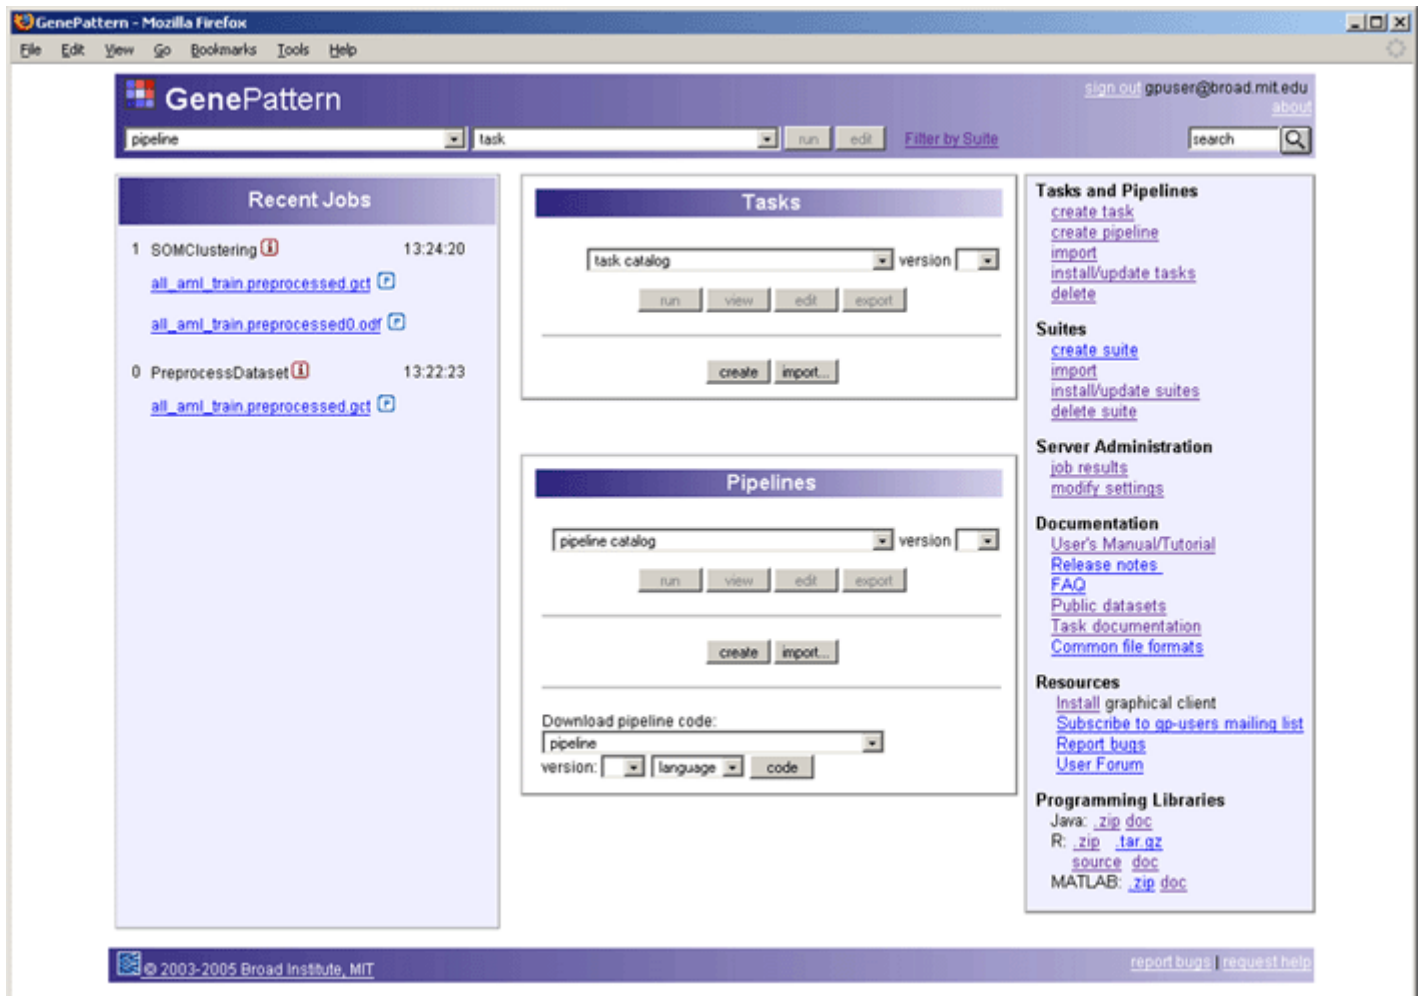 GenePattern - Mozilla Firefox
File Edit View Go Bookmarks Tools Help
GenePattern
sign out gpuser@broad.mit.edu
about
pipeline task run edit Filter by Suite search
Recent Jobs
1 SOMClustering 13:24:20
all_aml_train.preprocessed.gct
all_aml_train.preprocessed0.odf
0 PreprocessDataset 13:22:23
all_aml_train.preprocessed.gct
Tasks
task catalog version
run view edit export
create import...
Pipelines
pipeline catalog version
run view edit export
create import...
Download pipeline code:
pipeline
version: language code
Tasks and Pipelines
create task
create pipeline
import
install/update tasks
delete
Suites
create suite
import
install/update suites
delete suite
Server Administration
job results
modify settings
Documentation
User's Manual/Tutorial
Release notes
FAQ
Public datasets
Task documentation
Common file formats
Resources
Install graphical client
Subscribe to gp-users mailing list
Report bugs
User Forum
Programming Libraries
Java: .zip doc
R: .zip .tar.gz
source doc
MATLAB: .zip doc
© 2003-2005 Broad Institute, MIT
report bugs | request help